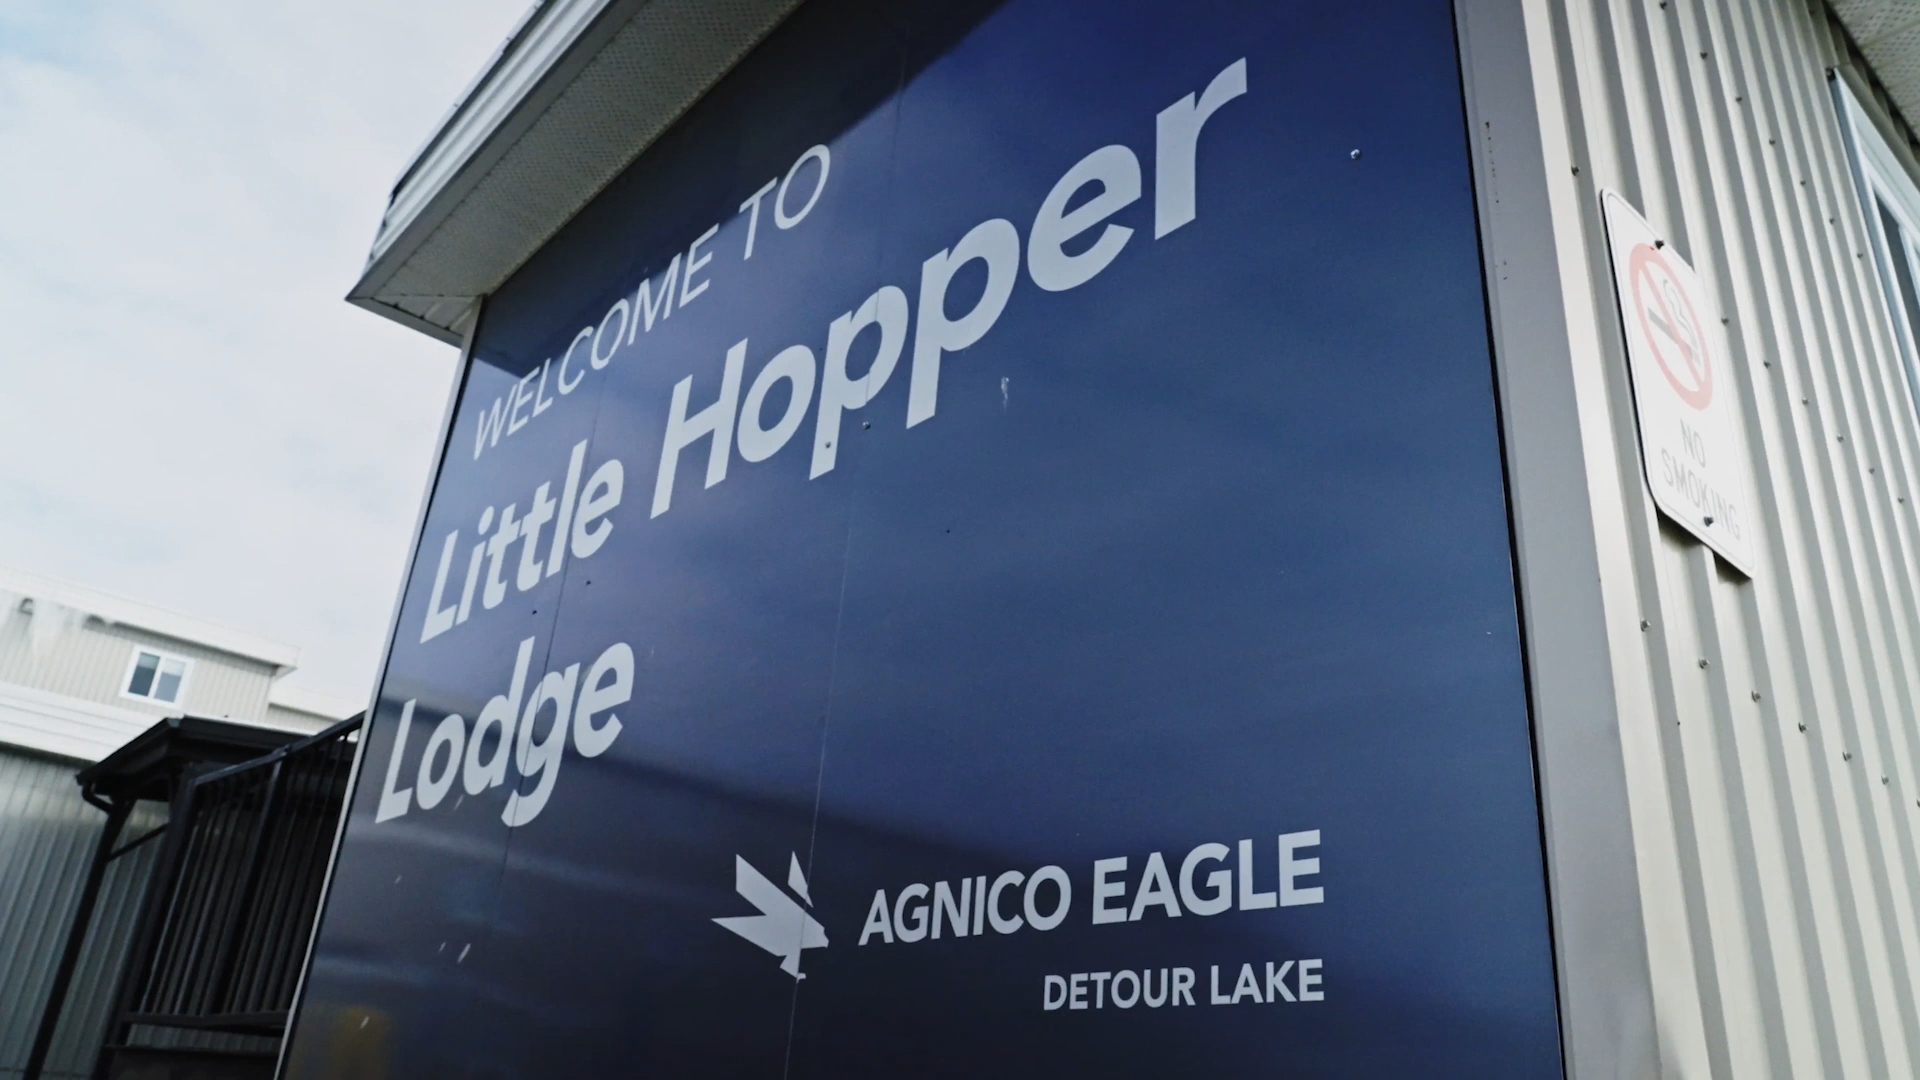 WELCOME TO
Little Hopper
Lodge
AGNICO EAGLE
DETOUR LAKE
NO
SMOKING